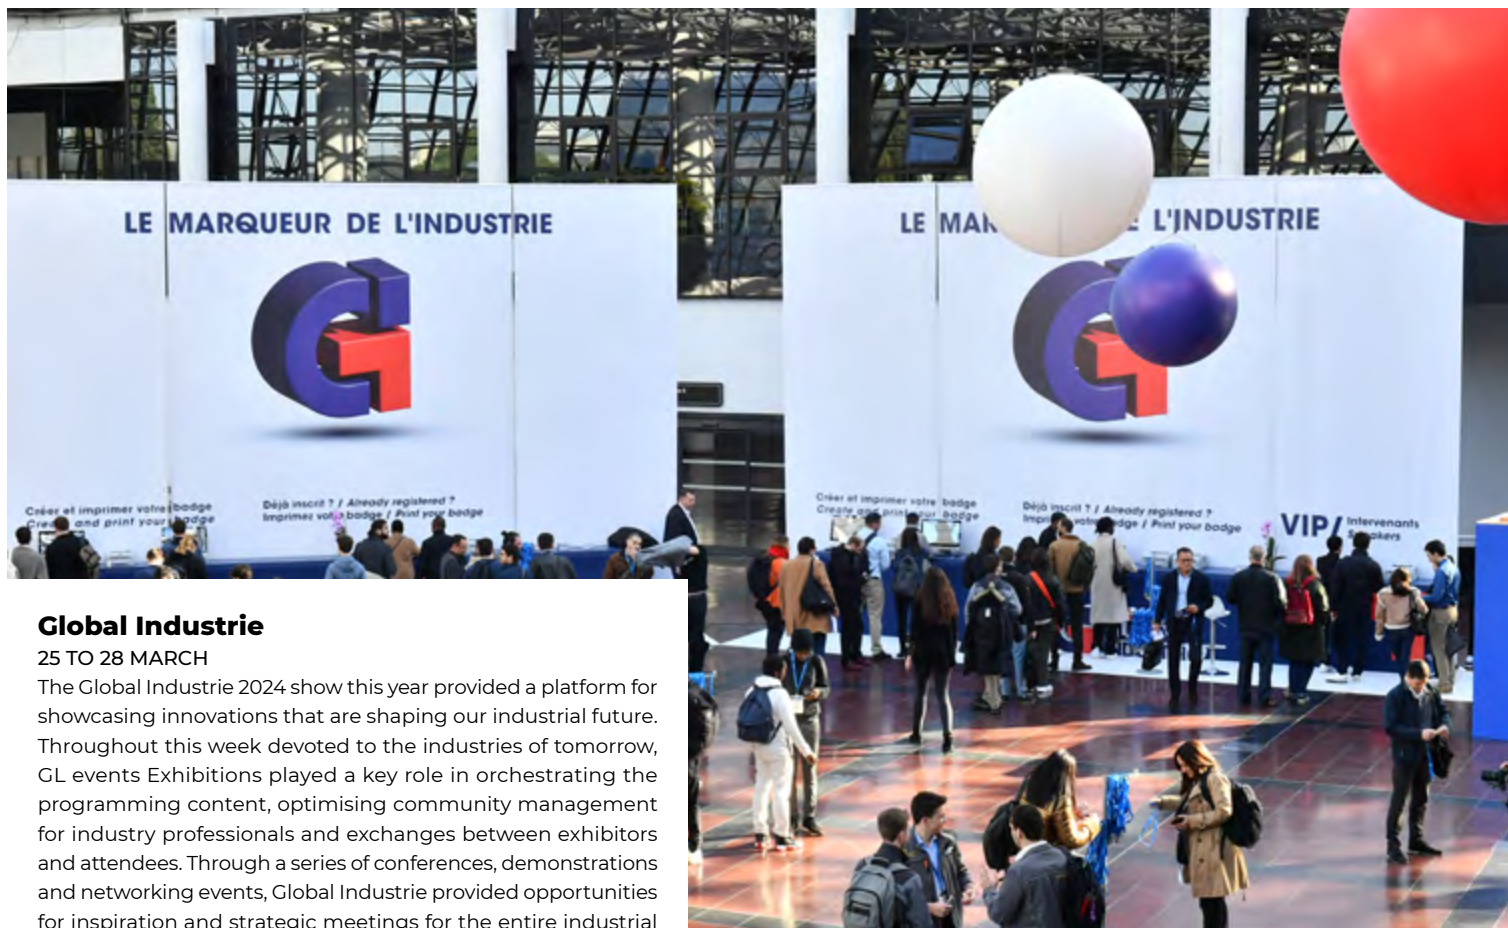 LE MARQUEUR DE L'INDUSTRIE
Créer et imprimer votre badge
Create and print your badge
Déjà inscrit ? / Already registered ?
Imprimez votre badge / Print your badge
LE L'INDUSTRIE
Créer et imprimer votre badge
Create and print your badge
Déjà inscrit ? / Already registered ?
badge / Print your badge
VIP/ Intervenants
Speakers
Global Industrie
25 TO 28 MARCH
The Global Industrie 2024 show this year provided a platform for
showcasing innovations that are shaping our industrial future.
Throughout this week devoted to the industries of tomorrow,
GL events Exhibitions played a key role in orchestrating the
programming content, optimising community management
for industry professionals and exchanges between exhibitors
and attendees. Through a series of conferences, demonstrations
and networking events, Global Industrie provided opportunities
for inspiration and strategic meetings for the entire industrial